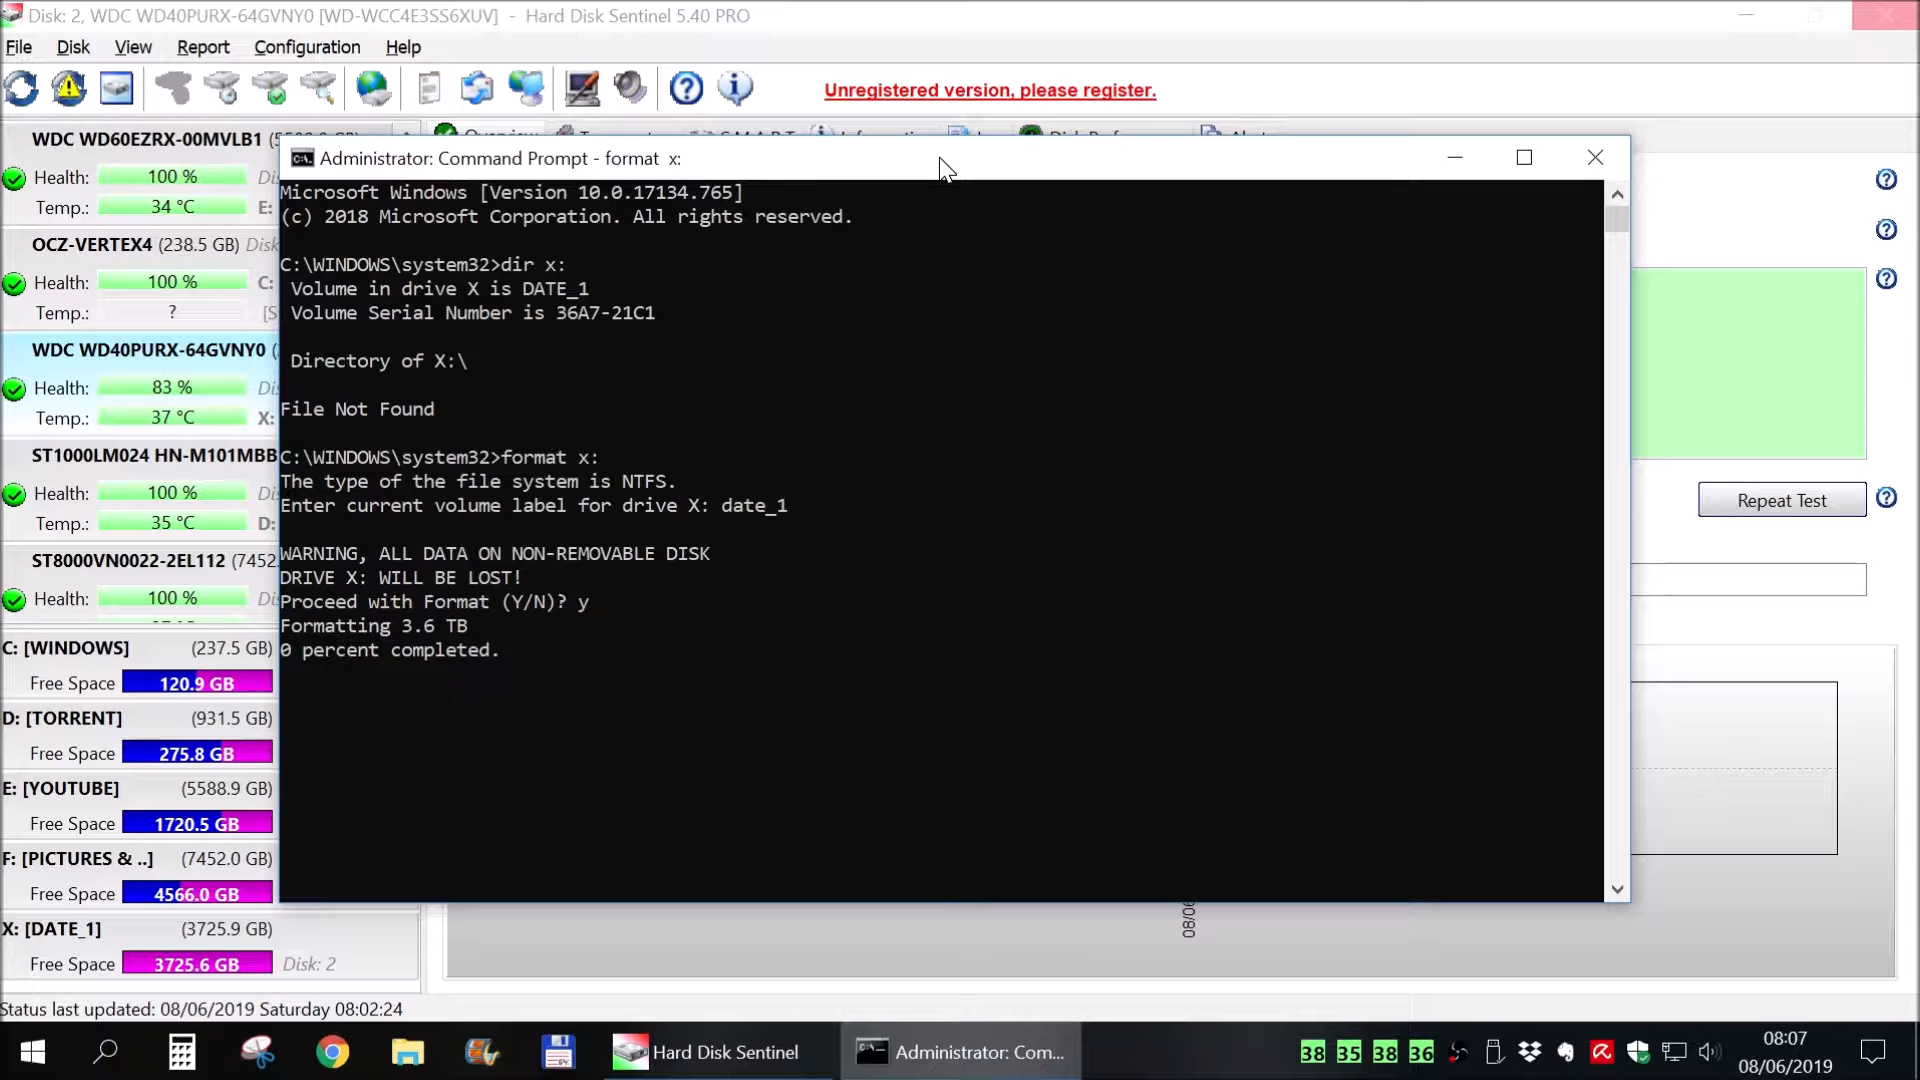 Disk: 2, WDC WD40PURX-64GVNY0 [WD-WCC4E3SS6XUV] - Hard Disk Sentinel 5.40 PRO
File Disk View Report Configuration Help
Unregistered version, please register.
WDC WD60EZRX-00MVLB1
Health: 100 %
Temp.: 34 °C E:
OCZ-VERTEX4 (238.5 GB) Disk
Health: 100 % C:
Temp.: ? [S
WDC WD40PURX-64GVNY0 (
Health: 83 %
Temp.: 37 °C X:
ST1000LM024 HN-M101MBB
Health: 100 %
Temp.: 35 °C D:
ST8000VN0022-2EL112 (7452.
Health: 100 %
C: [WINDOWS] (237.5 GB)
Free Space 120.9 GB
D: [TORRENT] (931.5 GB)
Free Space 275.8 GB
E: [YOUTUBE] (5588.9 GB)
Free Space 1720.5 GB
F: [PICTURES & ..] (7452.0 GB)
Free Space 4566.0 GB
X: [DATE_1] (3725.9 GB)
Free Space 3725.6 GB Disk: 2
Status last updated: 08/06/2019 Saturday 08:02:24
Administrator: Command Prompt - format x:
Microsoft Windows [Version 10.0.17134.765]
(c) 2018 Microsoft Corporation. All rights reserved.
C:\WINDOWS\system32>dir x:
Volume in drive X is DATE_1
Volume Serial Number is 36A7-21C1
Directory of X:\
File Not Found
C:\WINDOWS\system32>format x:
The type of the file system is NTFS.
Enter current volume label for drive X: date_1
WARNING, ALL DATA ON NON-REMOVABLE DISK
DRIVE X: WILL BE LOST!
Proceed with Format (Y/N)? y
Formatting 3.6 TB
0 percent completed.
Repeat Test
08/06
Hard Disk Sentinel
Administrator: Com...
38 35 38 36
08:07
08/06/2019